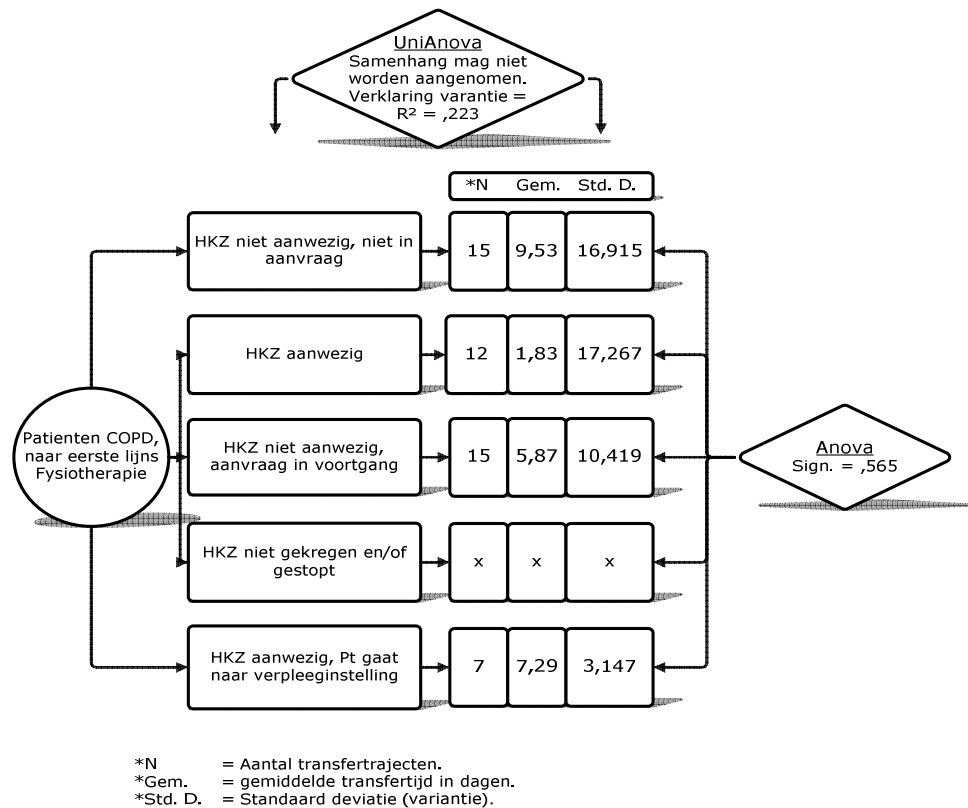 UniAnova
Samenhang mag niet
worden aangenomen.
Verklaring varantie =
R² = ,223
*N Gem. Std. D.
HKZ niet aanwezig, niet in
aanvraag
15 9,53 16,915
HKZ aanwezig
12 1,83 17,267
Patienten COPD,
naar eerste lijns
Fysiotherapie
HKZ niet aanwezig,
aanvraag in voortgang
15 5,87 10,419
Anova
Sign. = ,565
HKZ niet gekregen en/of
gestopt
x x x
HKZ aanwezig, Pt gaat
naar verpleeginstelling
7 7,29 3,147
*N = Aantal transfertrajecten.
*Gem. = gemiddelde transfertijd in dagen.
*Std. D. = Standaard deviatie (variantie).